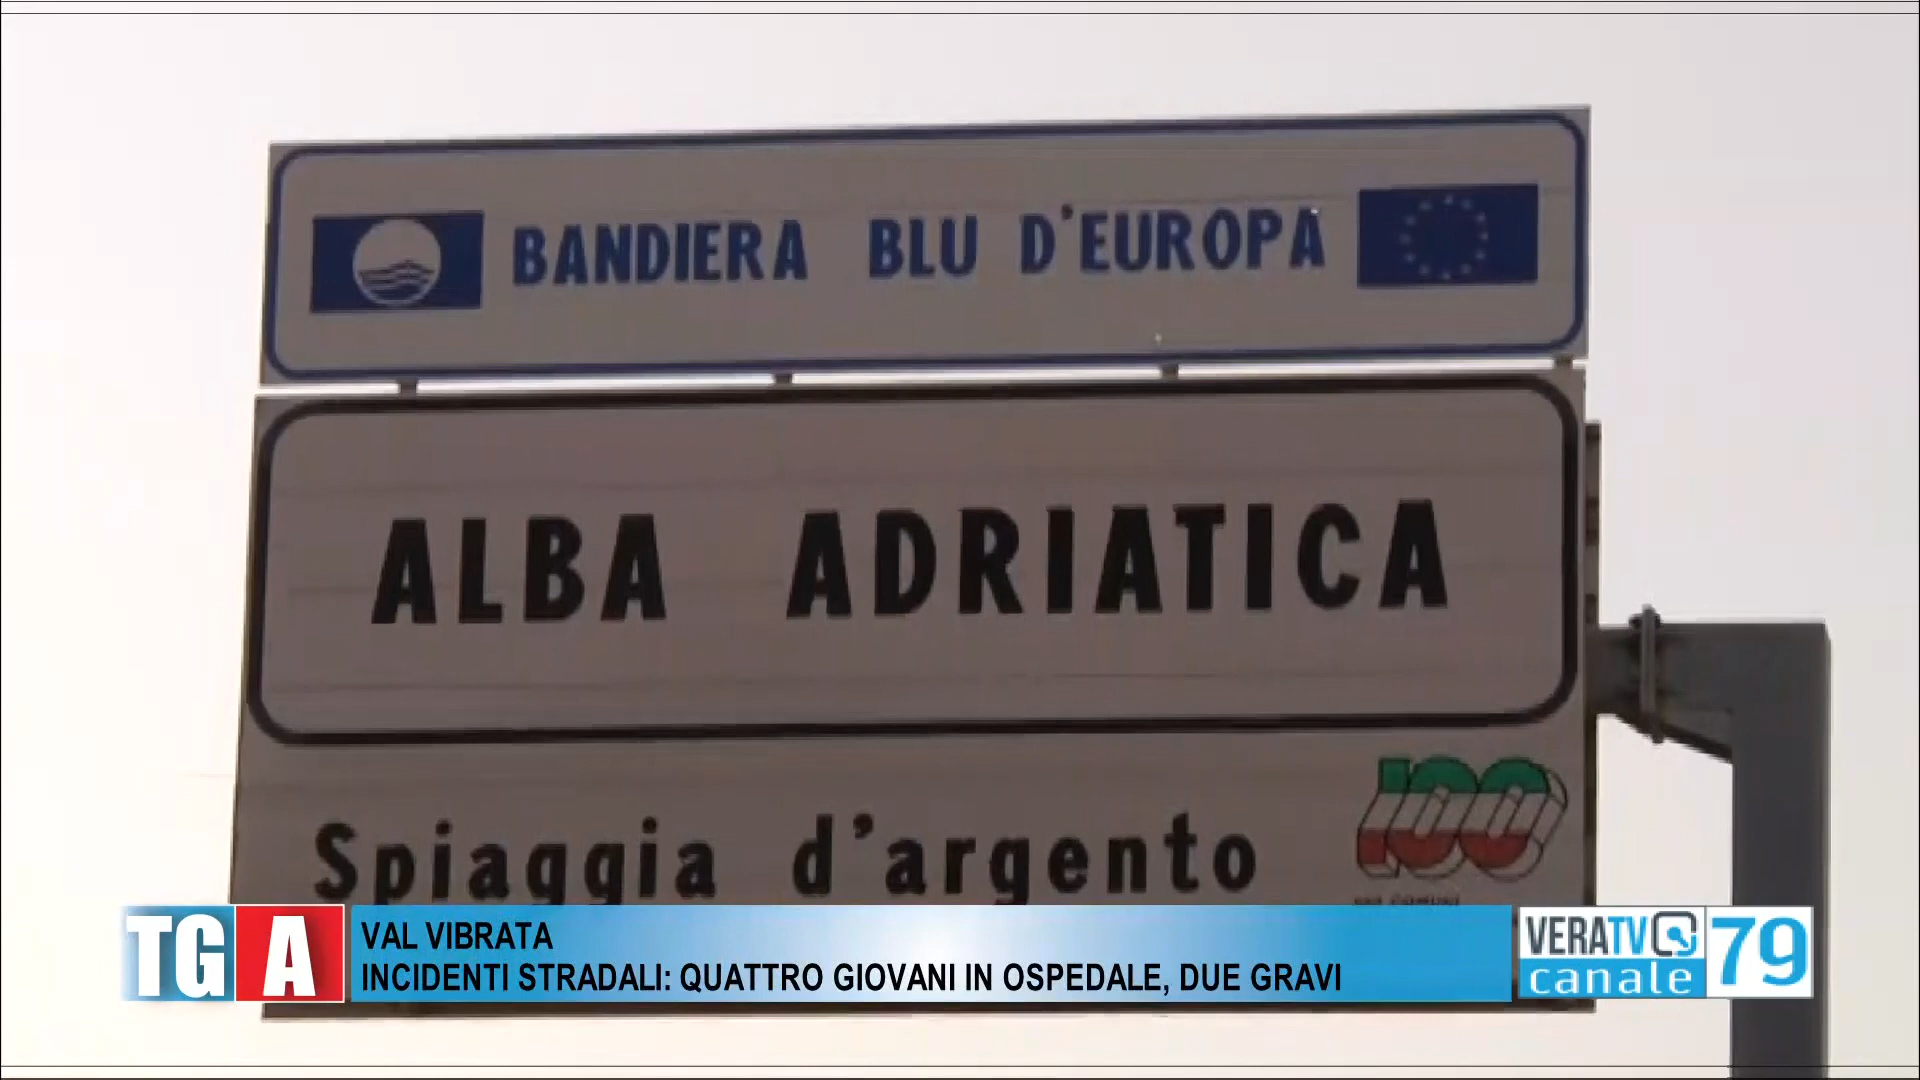 BANDIERA BLU D'EUROPA
ALBA ADRIATICA
Spiaggia d'argento
100
TG A
VAL VIBRATA
INCIDENTI STRADALI: QUATTRO GIOVANI IN OSPEDALE, DUE GRAVI
VERATV
canale 79